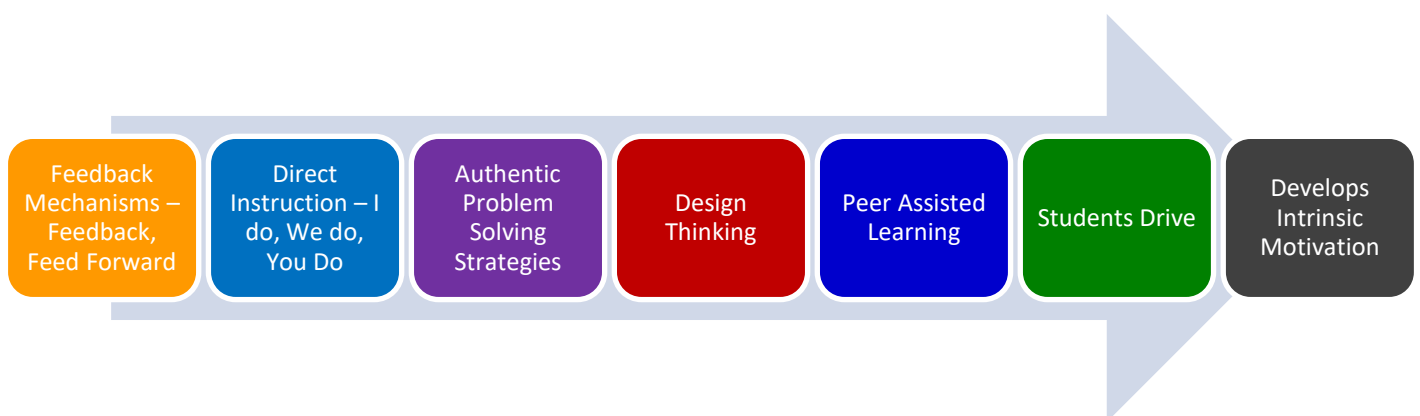 Feedback
Mechanisms –
Feedback,
Feed Forward
Direct
Instruction – I
do, We do,
You Do
Authentic
Problem
Solving
Strategies
Design
Thinking
Peer Assisted
Learning
Students Drive
Develops
Intrinsic
Motivation